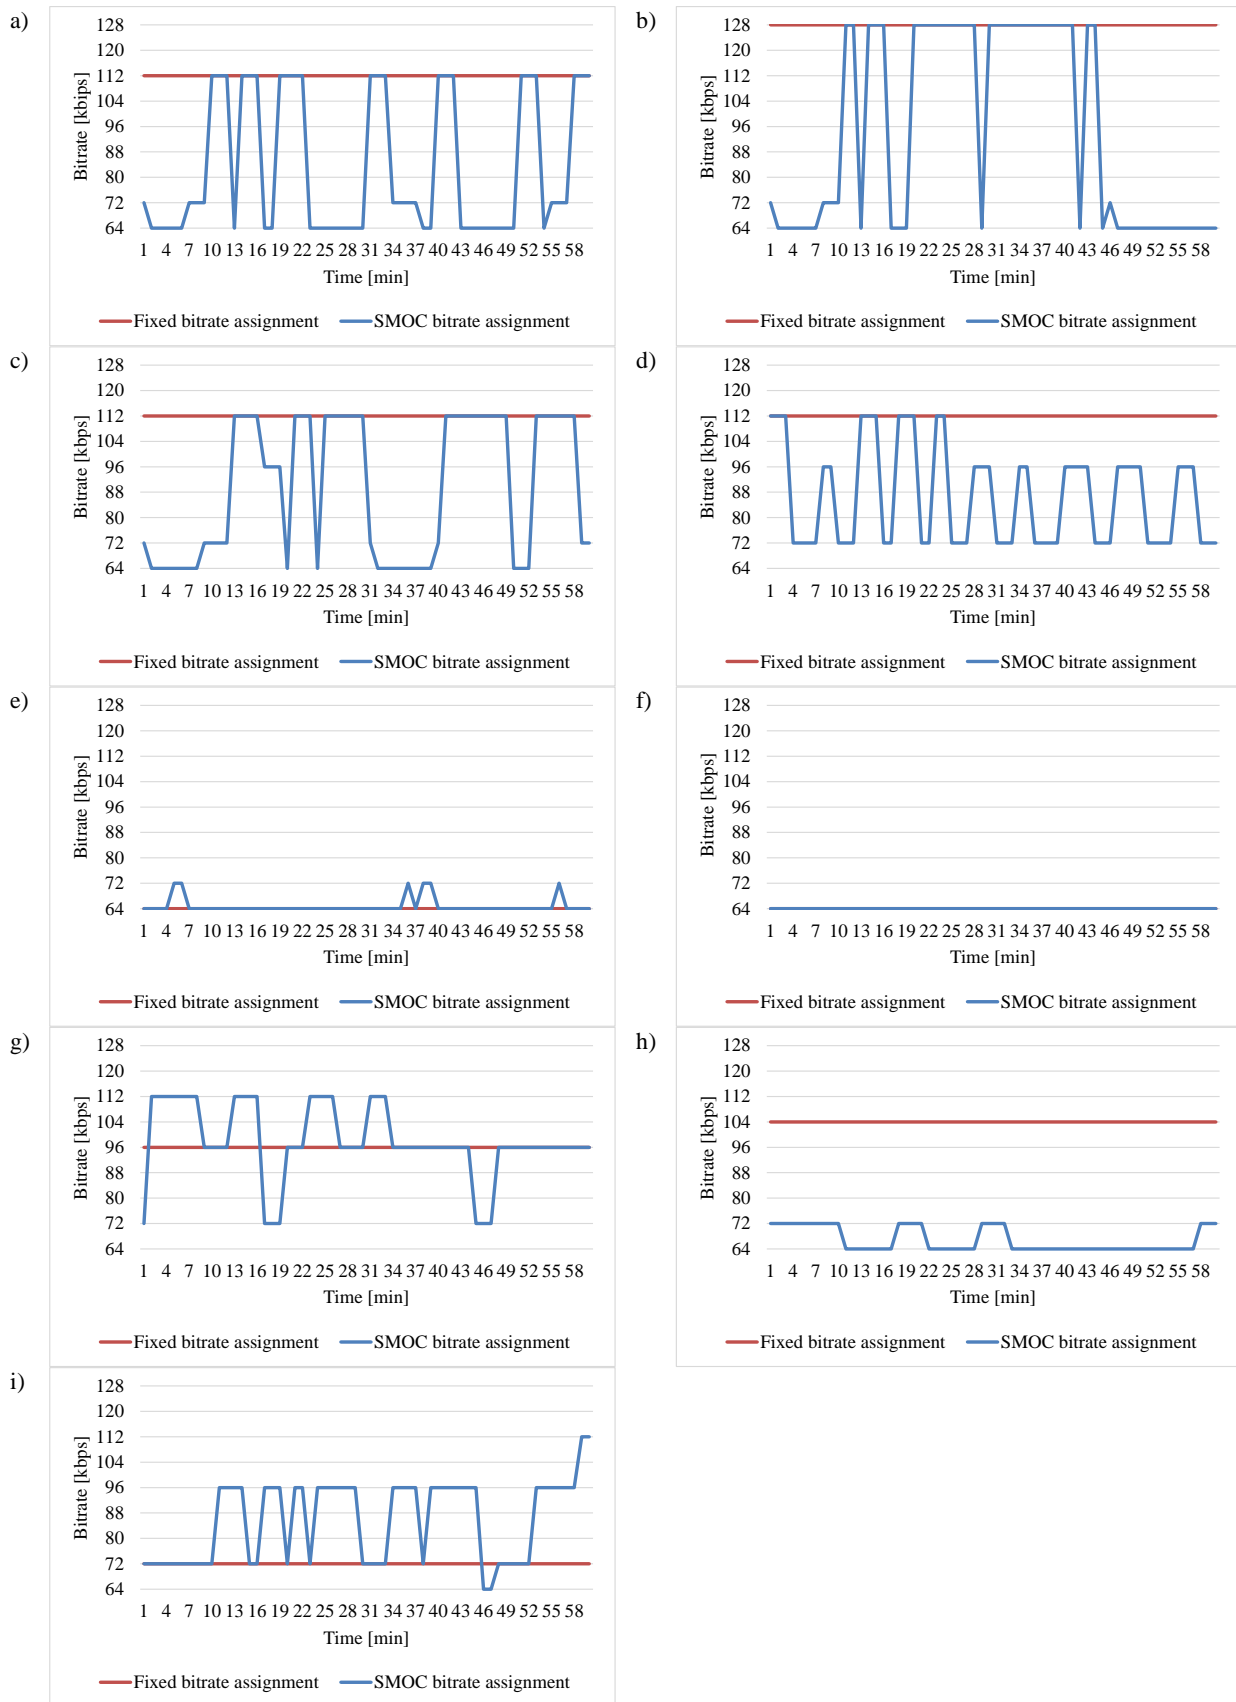 a)
128
120
112
104
96
88
80
72
64
Bitrate [kbips]
1 4 7 10 13 16 19 22 25 28 31 34 37 40 43 46 49 52 55 58
Time [min]
Fixed bitrate assignment SMOC bitrate assignment
b)
128
120
112
104
96
88
80
72
64
Bitrate [kbps]
1 4 7 10 13 16 19 22 25 28 31 34 37 40 43 46 49 52 55 58
Time [min]
Fixed bitrate assignment SMOC bitrate assignment
c)
128
120
112
104
96
88
80
72
64
Bitrate [kbps]
1 4 7 10 13 16 19 22 25 28 31 34 37 40 43 46 49 52 55 58
Time [min]
Fixed bitrate assignment SMOC bitrate assignment
d)
128
120
112
104
96
88
80
72
64
Bitrate [kbps]
1 4 7 10 13 16 19 22 25 28 31 34 37 40 43 46 49 52 55 58
Time [min]
Fixed bitrate assignment SMOC bitrate assignment
e)
128
120
112
104
96
88
80
72
64
Bitrate [kbps]
1 4 7 10 13 16 19 22 25 28 31 34 37 40 43 46 49 52 55 58
Time [min]
Fixed bitrate assignment SMOC bitrate assignment
f)
128
120
112
104
96
88
80
72
64
Bitrate [kbps]
1 4 7 10 13 16 19 22 25 28 31 34 37 40 43 46 49 52 55 58
Time [min]
Fixed bitrate assignment SMOC bitrate assignment
g)
128
120
112
104
96
88
80
72
64
Bitrate [kbps]
1 4 7 10 13 16 19 22 25 28 31 34 37 40 43 46 49 52 55 58
Time [min]
Fixed bitrate assignment SMOC bitrate assignment
h)
128
120
112
104
96
88
80
72
64
Bitrate [kbps]
1 4 7 10 13 16 19 22 25 28 31 34 37 40 43 46 49 52 55 58
Time [min]
Fixed bitrate assignment SMOC bitrate assignment
i)
128
120
112
104
96
88
80
72
64
Bitrate [kbps]
1 4 7 10 13 16 19 22 25 28 31 34 37 40 43 46 49 52 55 58
Time [min]
Fixed bitrate assignment SMOC bitrate assignment